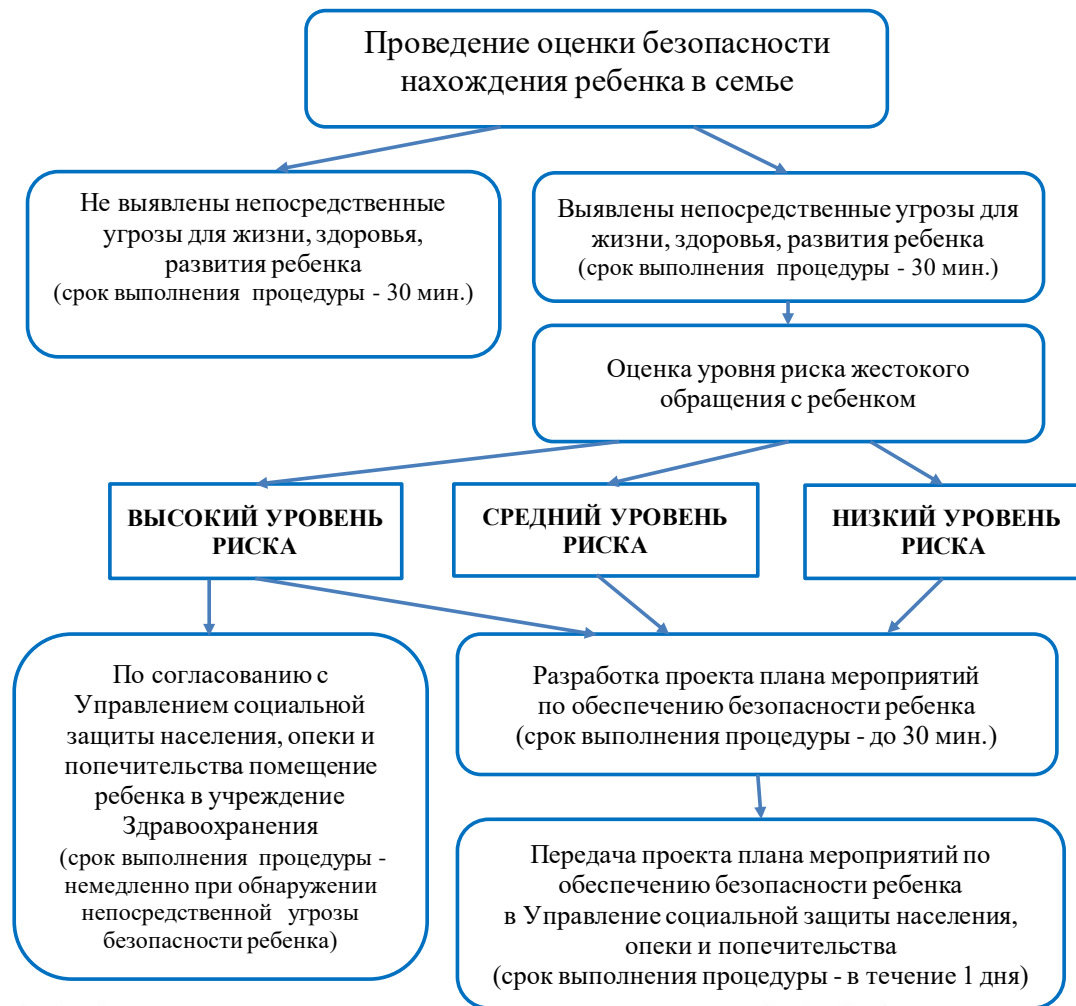 Проведение оценки безопасности
нахождения ребенка в семье
Не выявлены непосредственные
угрозы для жизни, здоровья,
развития ребенка
(срок выполнения процедуры - 30 мин.)
Выявлены непосредственные угрозы для
жизни, здоровья, развития ребенка
(срок выполнения процедуры - 30 мин.)
Оценка уровня риска жестокого
обращения с ребенком
ВЫСОКИЙ УРОВЕНЬ
РИСКА
СРЕДНИЙ УРОВЕНЬ
РИСКА
НИЗКИЙ УРОВЕНЬ
РИСКА
По согласованию с
Управлением социальной
защиты населения, опеки и
попечительства помещение
ребенка в учреждение
Здравоохранения
(срок выполнения процедуры -
немедленно при обнаружении
непосредственной угрозы
безопасности ребенка)
Разработка проекта плана мероприятий
по обеспечению безопасности ребенка
(срок выполнения процедуры - до 30 мин.)
Передача проекта плана мероприятий по
обеспечению безопасности ребенка
в Управление социальной защиты населения,
опеки и попечительства
(срок выполнения процедуры - в течение 1 дня)